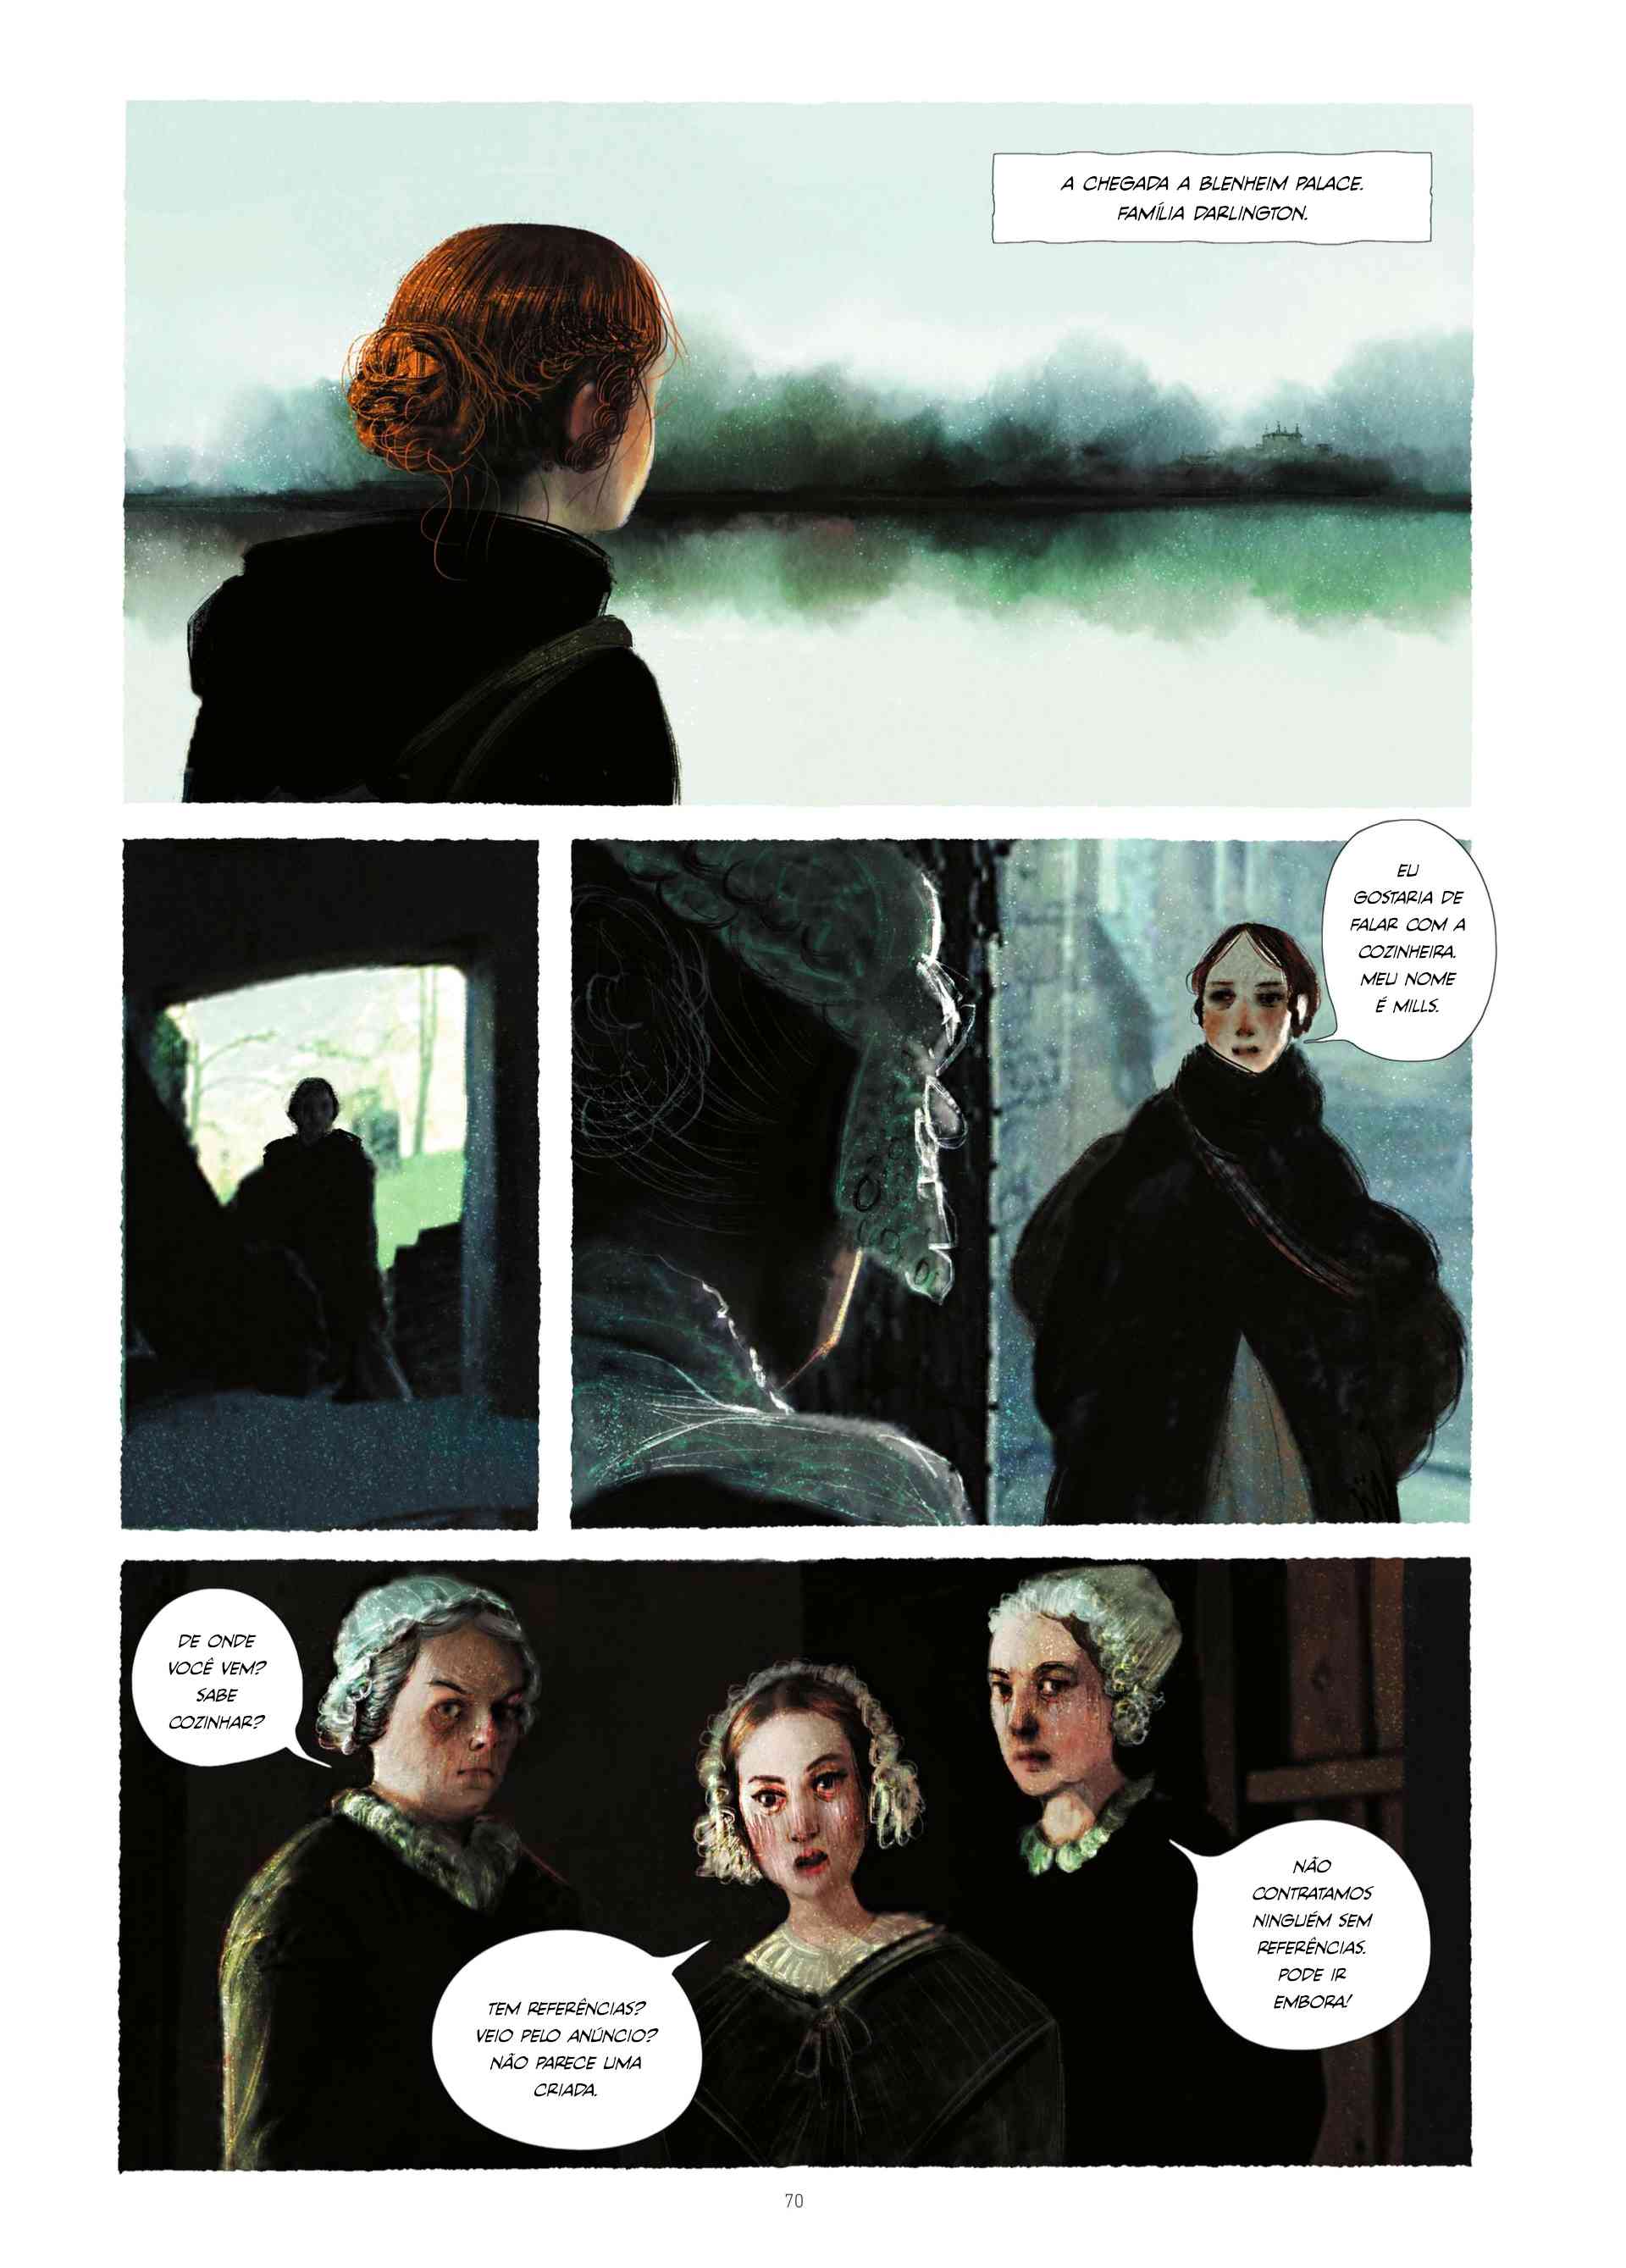 A CHEGADA A BLENHEIM PALACE.
FAMÍLIA DARLINGTON.
EU
GOSTARIA DE
FALAR COM A
COZINHEIRA.
MEU NOME
É MILLS.
DE ONDE
VOCÊ VEM?
SABE
COZINHAR?
TEM REFERÊNCIAS?
VEIO PELO ANÚNCIO?
NÃO PARECE UMA
CRIADA.
NÃO
CONTRATAMOS
NINGUÉM SEM
REFERÊNCIAS.
PODE IR
EMBORA!
70